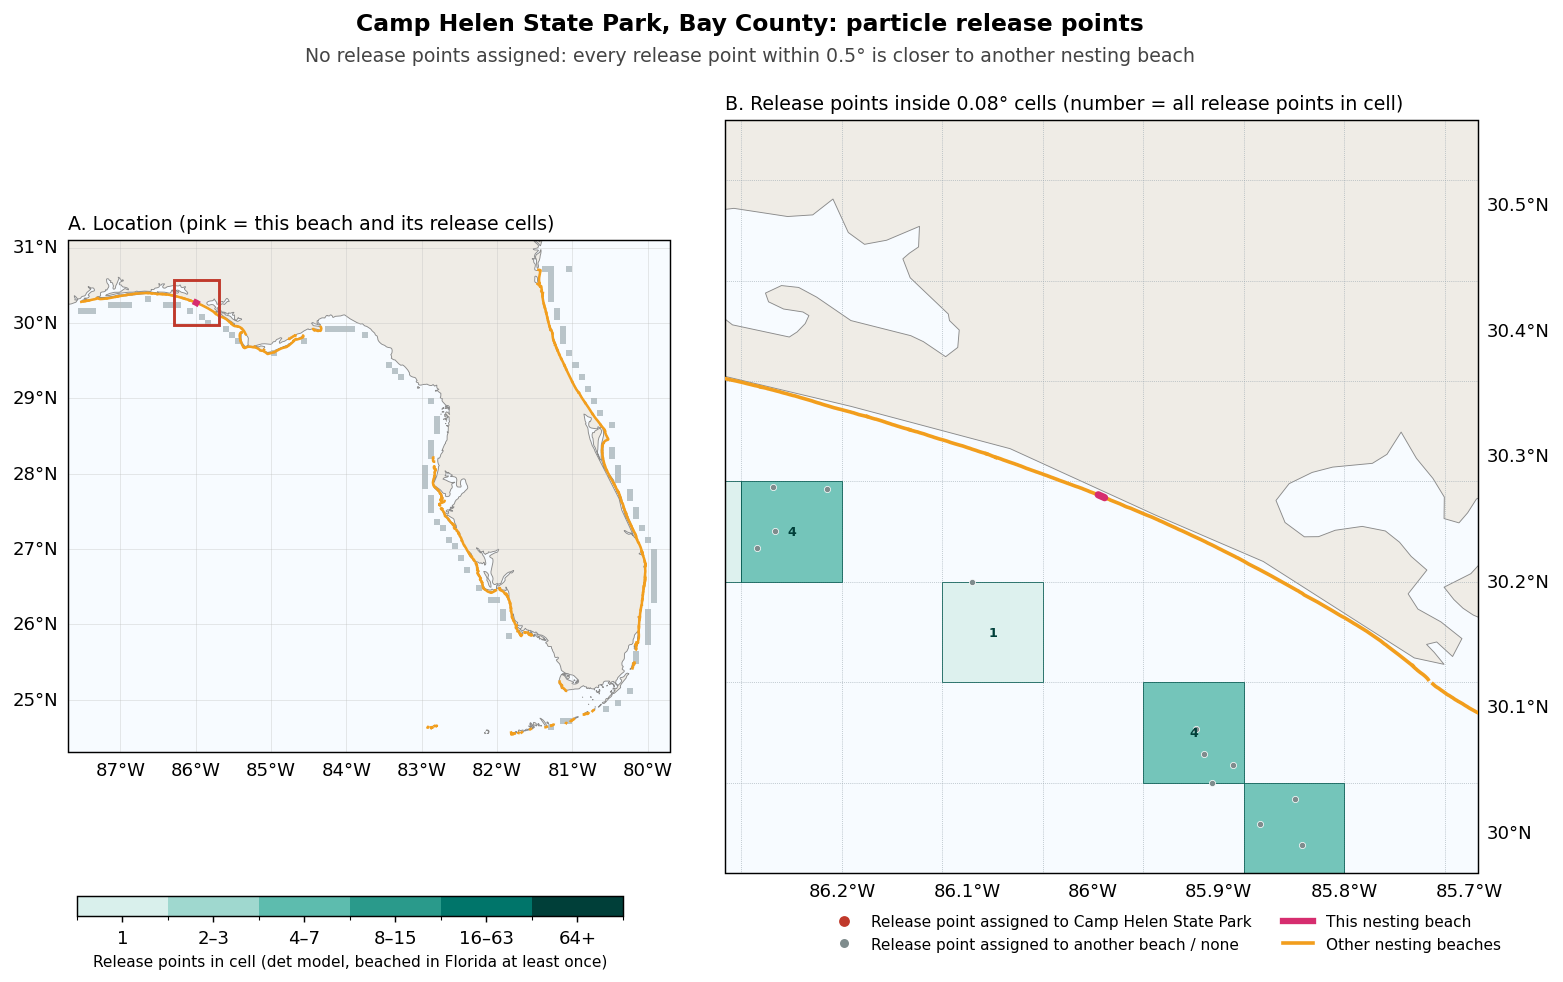 Camp Helen State Park, Bay County: particle release points
No release points assigned: every release point within 0.5° is closer to another nesting beach
A. Location (pink = this beach and its release cells)
31°N
30°N
29°N
28°N
27°N
26°N
25°N
87°W 86°W 85°W 84°W 83°W 82°W 81°W 80°W
B. Release points inside 0.08° cells (number = all release points in cell)
4
1
4
30.5°N
30.4°N
30.3°N
30.2°N
30.1°N
30°N
86.2°W 86.1°W 86°W 85.9°W 85.8°W 85.7°W
1 2–3 4–7 8–15 16–63 64+
Release points in cell (det model, beached in Florida at least once)
Release point assigned to Camp Helen State Park
Release point assigned to another beach / none
This nesting beach
Other nesting beaches